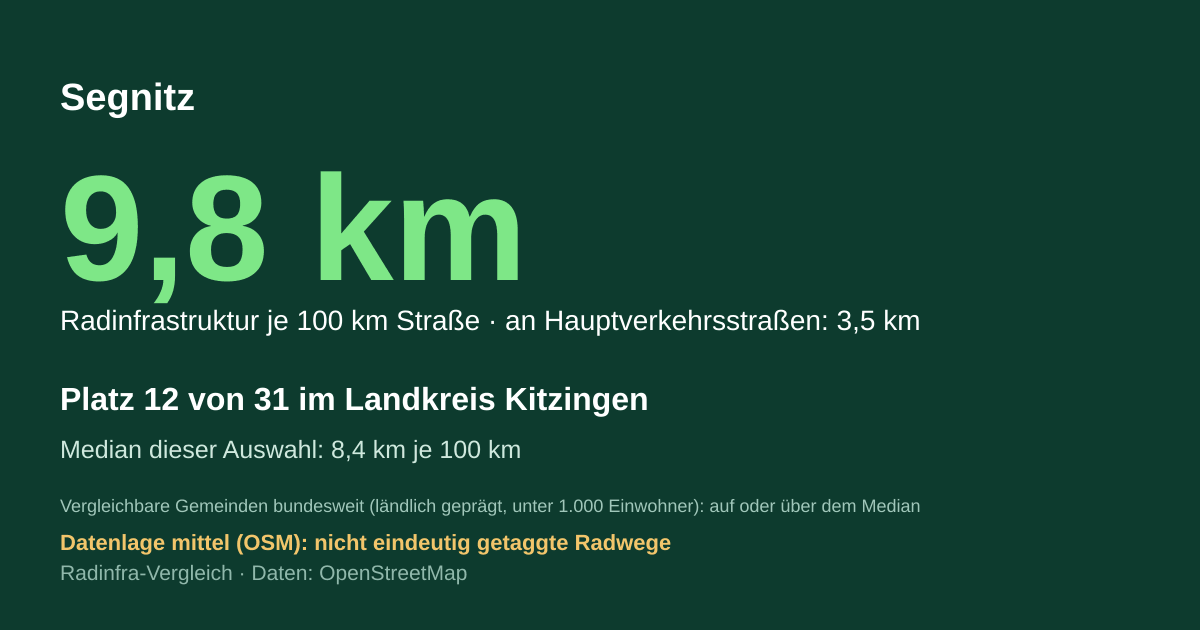 Segnitz
9,8 km
Radinfrastruktur je 100 km Straße · an Hauptverkehrsstraßen: 3,5 km
Platz 12 von 31 im Landkreis Kitzingen
Median dieser Auswahl: 8,4 km je 100 km
Vergleichbare Gemeinden bundesweit (ländlich geprägt, unter 1.000 Einwohner): auf oder über dem Median
Datenlage mittel (OSM): nicht eindeutig getaggte Radwege
Radinfra-Vergleich · Daten: OpenStreetMap